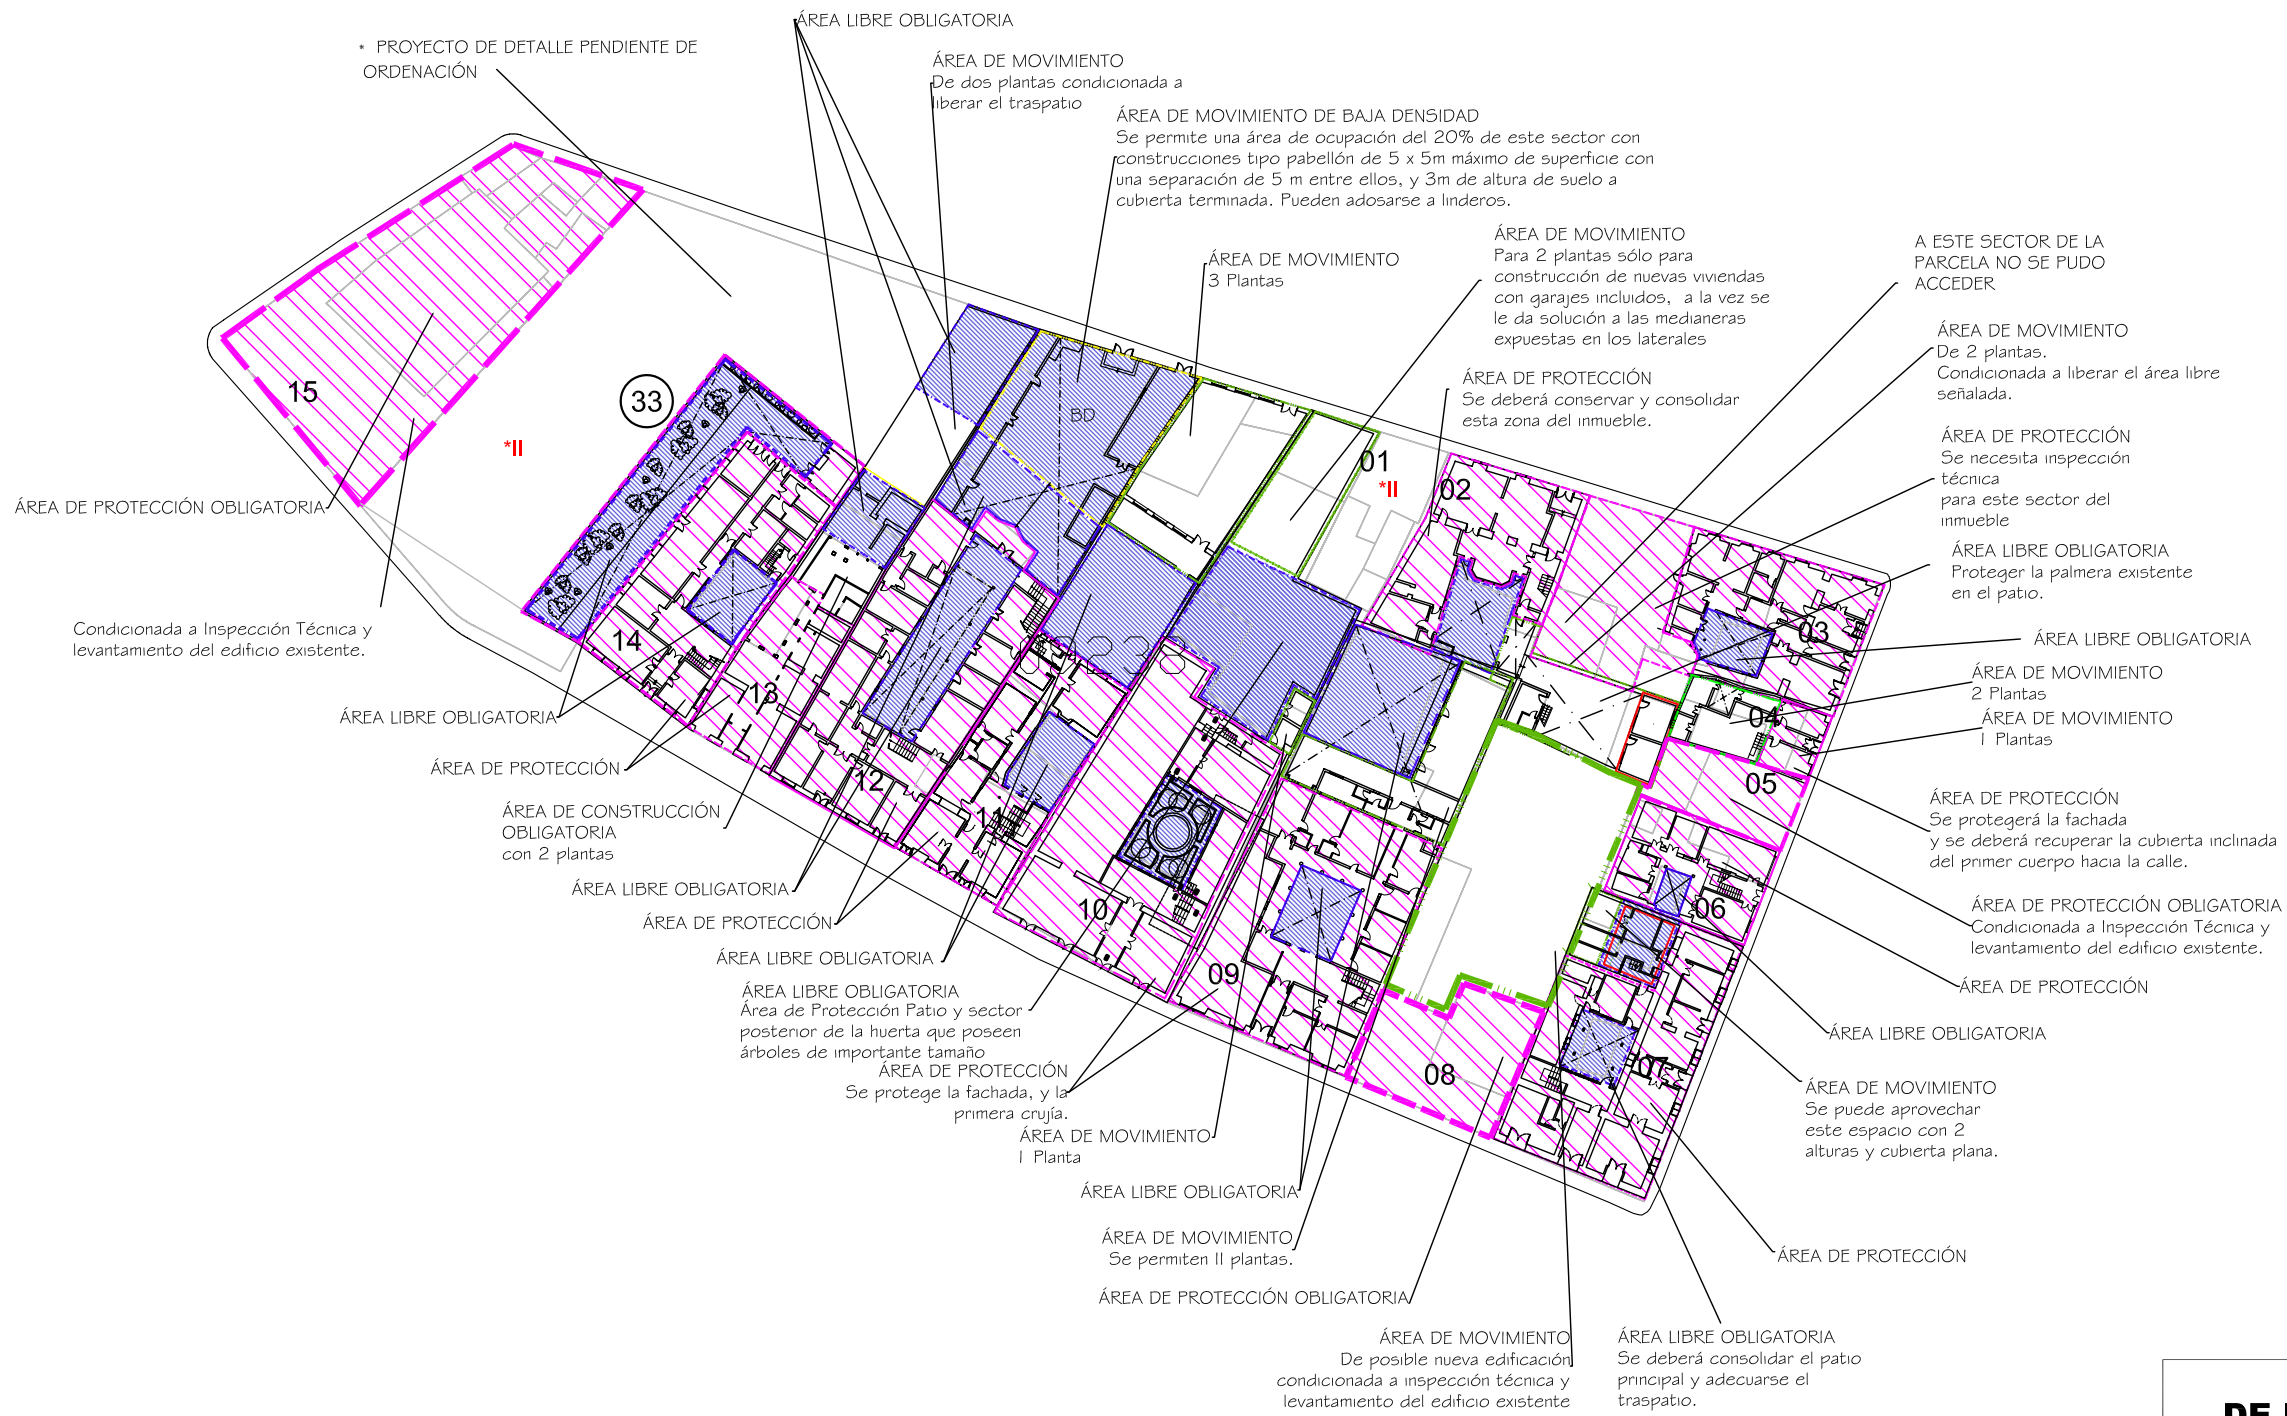 ÁREA LIBRE OBLIGATORIA
* PROYECTO DE DETALLE PENDIENTE DE
ORDENACIÓN
ÁREA DE MOVIMIENTO
De dos plantas condicionada a
liberar el traspatio
ÁREA DE MOVIMIENTO DE BAJA DENSIDAD
Se permite una área de ocupación del 20% de este sector con
construcciones tipo pabellón de 5 x 5m máximo de superficie con
una separación de 5 m entre ellos, y 3m de altura de suelo a
cubierta terminada. Pueden adosarse a linderos.
ÁREA DE MOVIMIENTO
3 Plantas
ÁREA DE MOVIMIENTO
Para 2 plantas sólo para
construcción de nuevas viviendas
con garajes incluidos, a la vez se
le da solución a las medianeras
expuestas en los laterales
A ESTE SECTOR DE LA
PARCELA NO SE PUDO
ACCEDER
ÁREA DE MOVIMIENTO
De 2 plantas.
Condicionada a liberar el área libre
señalada.
ÁREA DE PROTECCIÓN
Se deberá conservar y consolidar
esta zona del inmueble.
ÁREA DE PROTECCIÓN
Se necesita inspección
técnica
para este sector del
inmueble
ÁREA LIBRE OBLIGATORIA
Proteger la palmera existente
en el patio.
ÁREA LIBRE OBLIGATORIA
ÁREA DE MOVIMIENTO
2 Plantas
ÁREA DE MOVIMIENTO
I Plantas
ÁREA DE PROTECCIÓN
Se protegerá la fachada
y se deberá recuperar la cubierta inclinada
del primer cuerpo hacia la calle.
ÁREA DE PROTECCIÓN OBLIGATORIA
Condicionada a Inspección Técnica y
levantamiento del edificio existente.
ÁREA DE PROTECCIÓN
ÁREA LIBRE OBLIGATORIA
ÁREA DE MOVIMIENTO
Se puede aprovechar
este espacio con 2
alturas y cubierta plana.
ÁREA DE PROTECCIÓN
15
33
*II
BD
01
*II
02
03
04
05
06
07
08
09
10
11
12
13
14
09238
ÁREA DE PROTECCIÓN OBLIGATORIA
Condicionada a Inspección Técnica y
levantamiento del edificio existente.
ÁREA LIBRE OBLIGATORIA
ÁREA DE PROTECCIÓN
ÁREA DE CONSTRUCCIÓN
OBLIGATORIA
con 2 plantas
ÁREA LIBRE OBLIGATORIA
ÁREA DE PROTECCIÓN
ÁREA LIBRE OBLIGATORIA
ÁREA LIBRE OBLIGATORIA
Área de Protección Patio y sector
posterior de la huerta que poseen
árboles de importante tamaño
ÁREA DE PROTECCIÓN
Se protege la fachada, y la
primera crujía.
ÁREA DE MOVIMIENTO
I Planta
ÁREA LIBRE OBLIGATORIA
ÁREA DE MOVIMIENTO
Se permiten II plantas.
ÁREA DE PROTECCIÓN OBLIGATORIA
ÁREA DE MOVIMIENTO
De posible nueva edificación
condicionada a inspección técnica y
levantamiento del edificio existente
ÁREA LIBRE OBLIGATORIA
Se deberá consolidar el patio
principal y adecuarse el
traspatio.